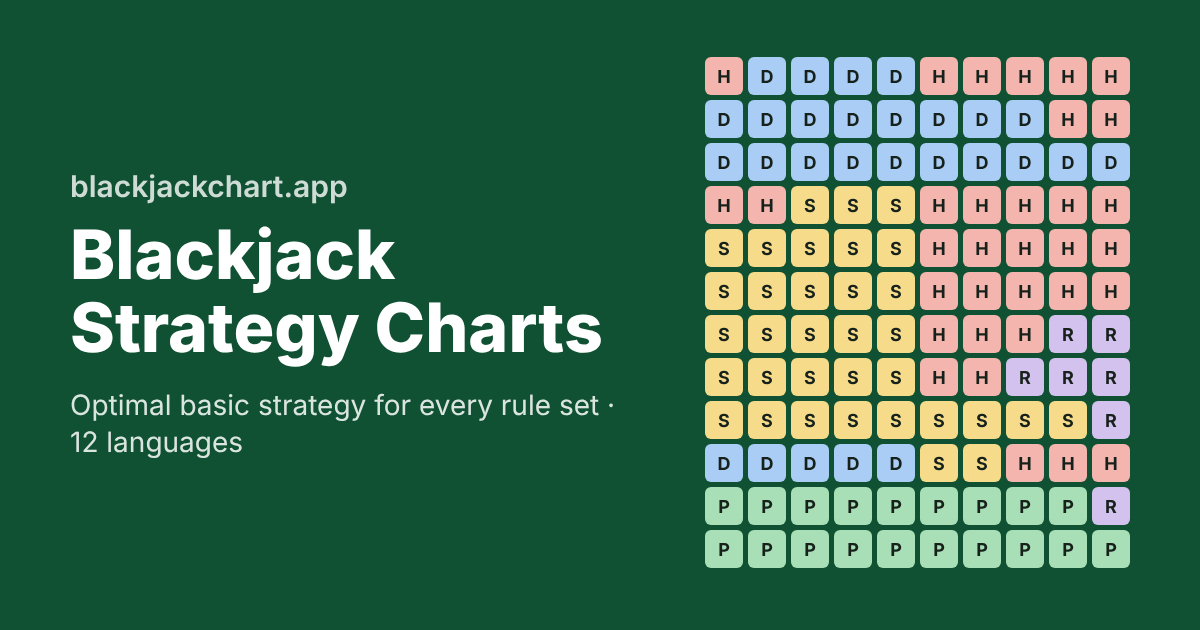 blackjackchart.app
Blackjack
Strategy Charts
Optimal basic strategy for every rule set ·
12 languages
H D D D D H H H H H
D D D D D D D D H H
D D D D D D D D D D
H H S S S H H H H H
S S S S S H H H H H
S S S S S H H H H H
S S S S S H H H R R
S S S S S H H R R R
S S S S S S S S S R
D D D D D S S H H H
P P P P P P P P P R
P P P P P P P P P P